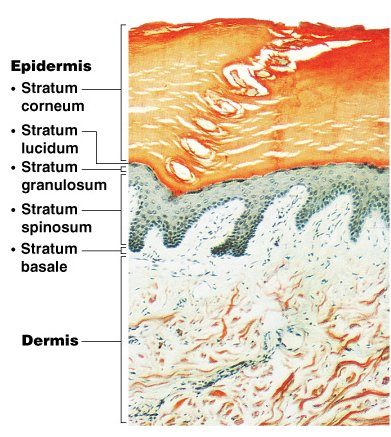 Epidermis
• Stratum
corneum
• Stratum
lucidum
• Stratum
granulosum
• Stratum
spinosum
• Stratum
basale
Dermis